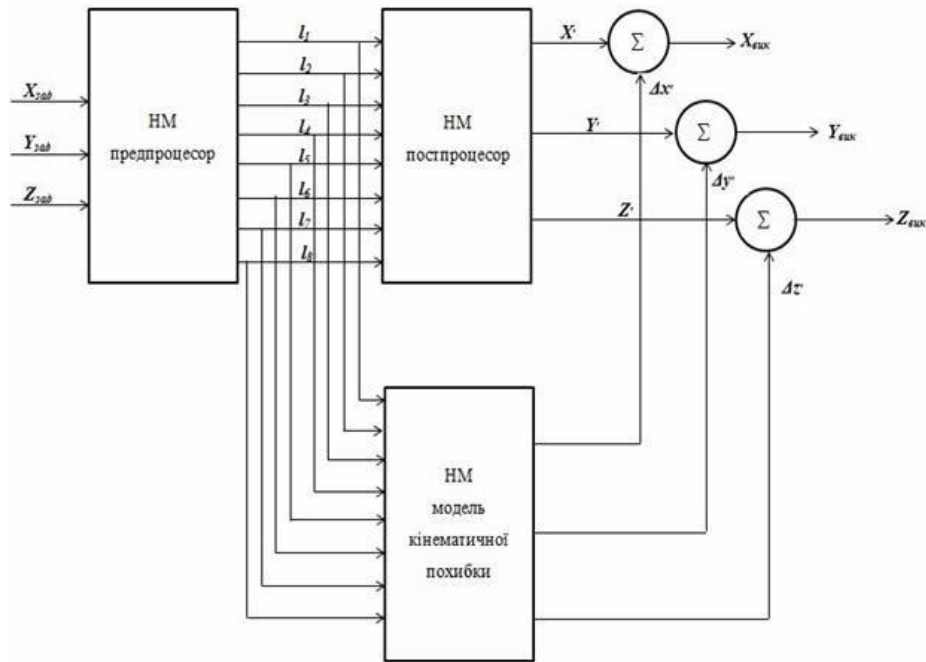 Xзад
Yзад
Zзад
НМ
предпроцесор
l1
l2
l3
l4
l5
l6
l7
l8
НМ
постпроцесор
X'
Y'
Z'
Σ
Σ
Σ
Δx'
Δy'
Δz'
Xвих
Yвих
Zвих
НМ
модель
кінематичної
похибки